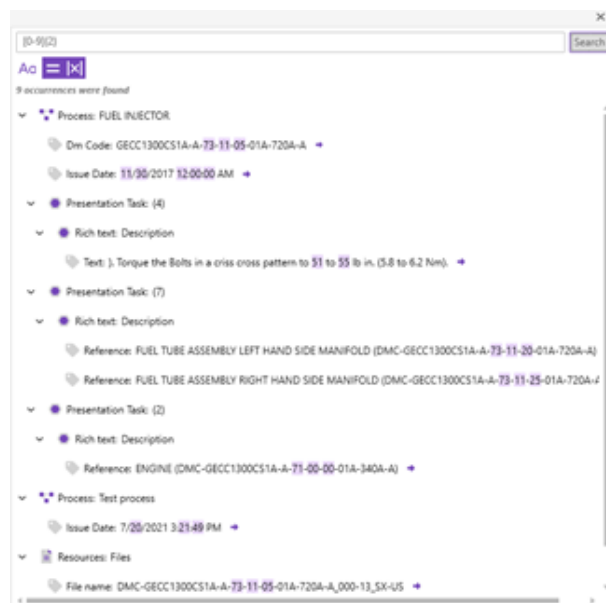 [0-9]{2}
Search
Aa
9 occurrences were found
Process: FUEL INJECTOR
Dm Code: GECC1300CS1A-A-73-11-05-01A-720A-A
Issue Date: 11/30/2017 12:00:00 AM
Presentation Task: (4)
Rich text: Description
Text: ). Torque the Bolts in a criss cross pattern to 51 to 55 lb in. (5.8 to 6.2 Nm).
Presentation Task: (7)
Rich text: Description
Reference: FUEL TUBE ASSEMBLY LEFT HAND SIDE MANIFOLD (DMC-GECC1300CS1A-A-73-11-20-01A-720A-A)
Reference: FUEL TUBE ASSEMBLY RIGHT HAND SIDE MANIFOLD (DMC-GECC1300CS1A-A-73-11-25-01A-720A-A
Presentation Task: (2)
Rich text: Description
Reference: ENGINE (DMC-GECC1300CS1A-A-71-00-00-01A-340A-A)
Process: Test process
Issue Date: 7/20/2021 3:21:49 PM
Resources: Files
File name: DMC-GECC1300CS1A-A-73-11-05-01A-720A-A_000-13_SX-US